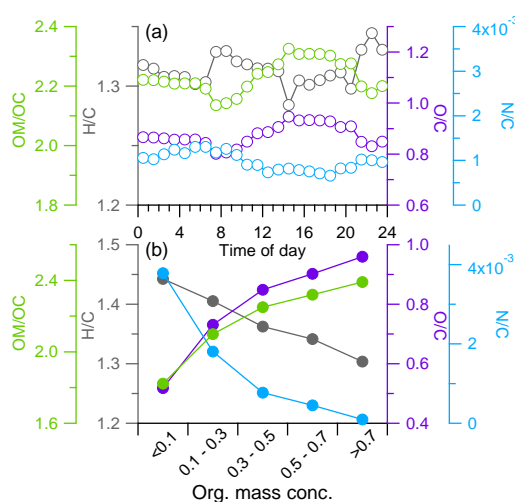 (a)
2.4
2.2
2.0
1.8
OM/OC
1.3
1.2
H/C
1.2
1.0
0.8
0.6
O/C
4x10-3
3
2
1
0
N/C
0 4 8 12 16 20 24
Time of day
(b)
2.4
2.0
1.6
OM/OC
1.5
1.4
1.3
1.2
H/C
1.0
0.8
0.6
0.4
O/C
4x10-3
2
0
N/C
<0.1 0.1 - 0.3 0.3 - 0.5 0.5 - 0.7 >0.7
Org. mass conc.